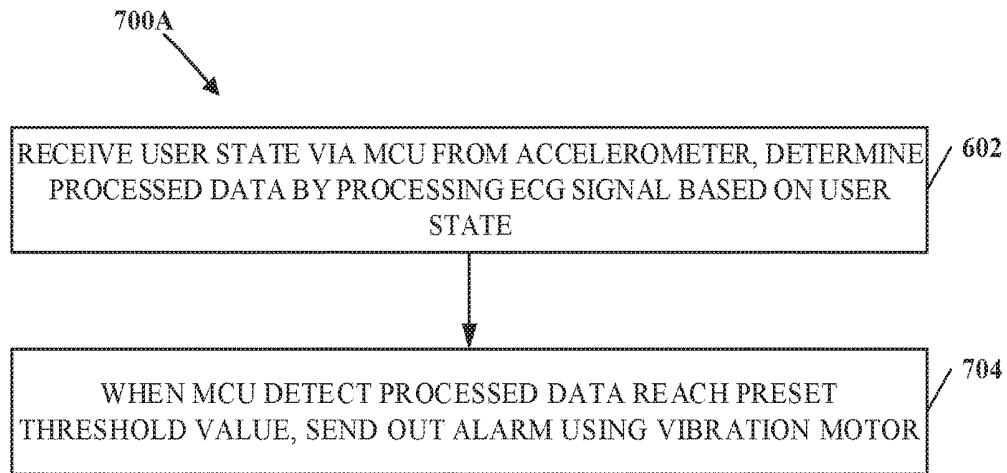 700A
RECEIVE USER STATE VIA MCU FROM ACCELEROMETER, DETERMINE
PROCESSED DATA BY PROCESSING ECG SIGNAL BASED ON USER
STATE
602
WHEN MCU DETECT PROCESSED DATA REACH PRESET
THRESHOLD VALUE, SEND OUT ALARM USING VIBRATION MOTOR
704